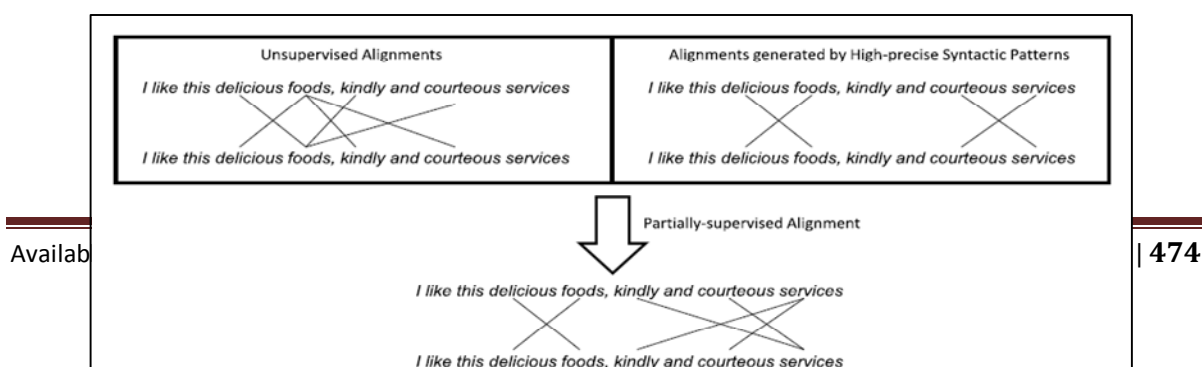 Unsupervised Alignments
I like this delicious foods, kindly and courteous services
I like this delicious foods, kindly and courteous services
Alignments generated by High-precise Syntactic Patterns
I like this delicious foods, kindly and courteous services
I like this delicious foods, kindly and courteous services
Partially-supervised Alignment
Availab
| 474
I like this delicious foods, kindly and courteous services
I like this delicious foods, kindly and courteous services